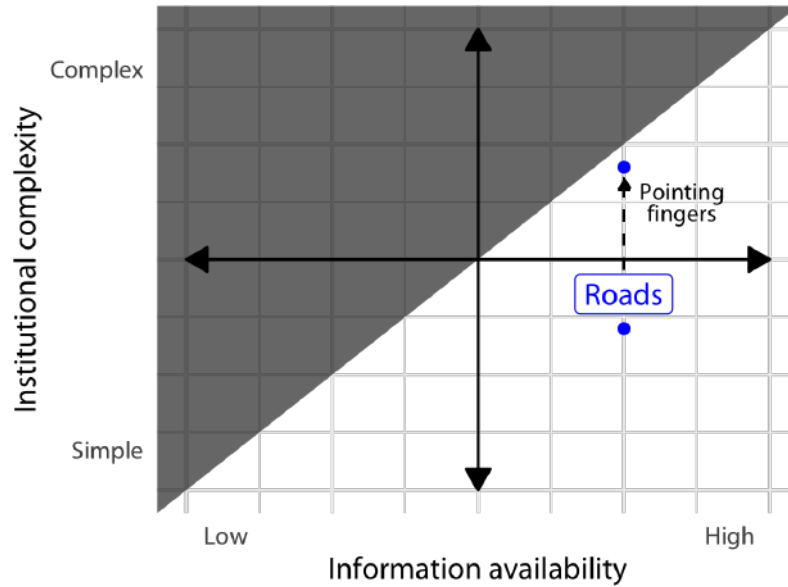 Complex
Institutional complexity
Pointing
fingers
Roads
Simple
Low
High
Information availability